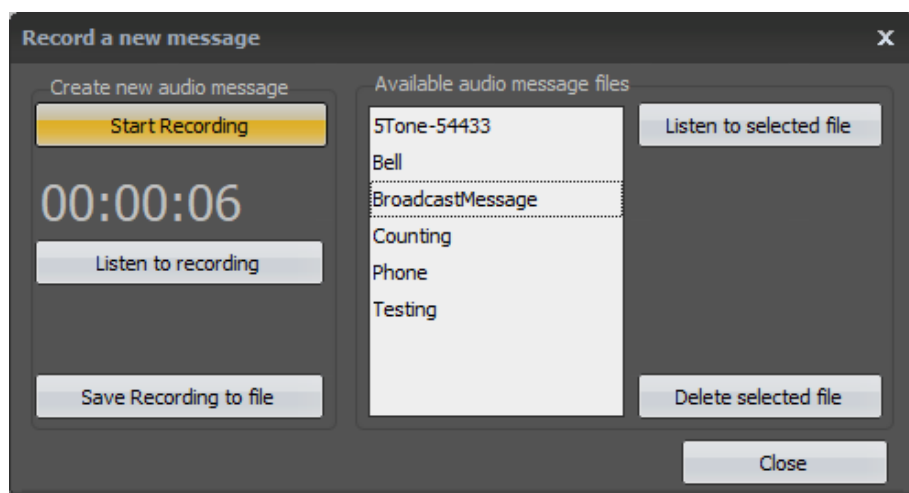 Record a new message
x
Create new audio message
Start Recording
00:00:06
Listen to recording
Save Recording to file
Available audio message files
5Tone-54433
Bell
BroadcastMessage
Counting
Phone
Testing
Listen to selected file
Delete selected file
Close